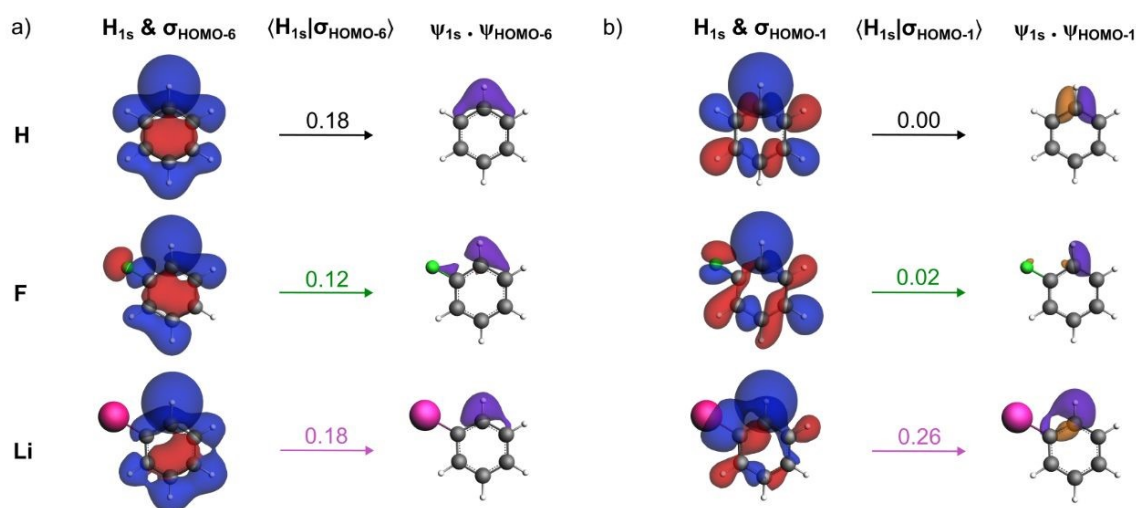 a) H₁ₛ & σHOMO-6 ⟨H₁ₛ|σHOMO-6⟩ Ψ₁ₛ · ΨHOMO-6 b) H₁ₛ & σHOMO-1 ⟨H₁ₛ|σHOMO-1⟩ Ψ₁ₛ · ΨHOMO-1
H 0.18 0.00
F 0.12 0.02
Li 0.18 0.26